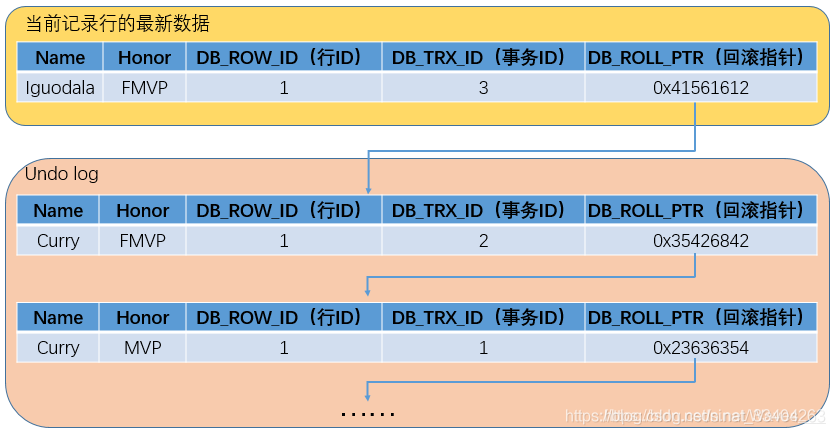 当前记录行的最新数据
Name Honor DB_ROW_ID（行ID） DB_TRX_ID（事务ID） DB_ROLL_PTR（回滚指针）
Iguodala FMVP 1 3 0x41561612
Undo log
Name Honor DB_ROW_ID（行ID） DB_TRX_ID（事务ID） DB_ROLL_PTR（回滚指针）
Curry FMVP 1 2 0x35426842
Name Honor DB_ROW_ID（行ID） DB_TRX_ID（事务ID） DB_ROLL_PTR（回滚指针）
Curry MVP 1 1 0x23636354
······